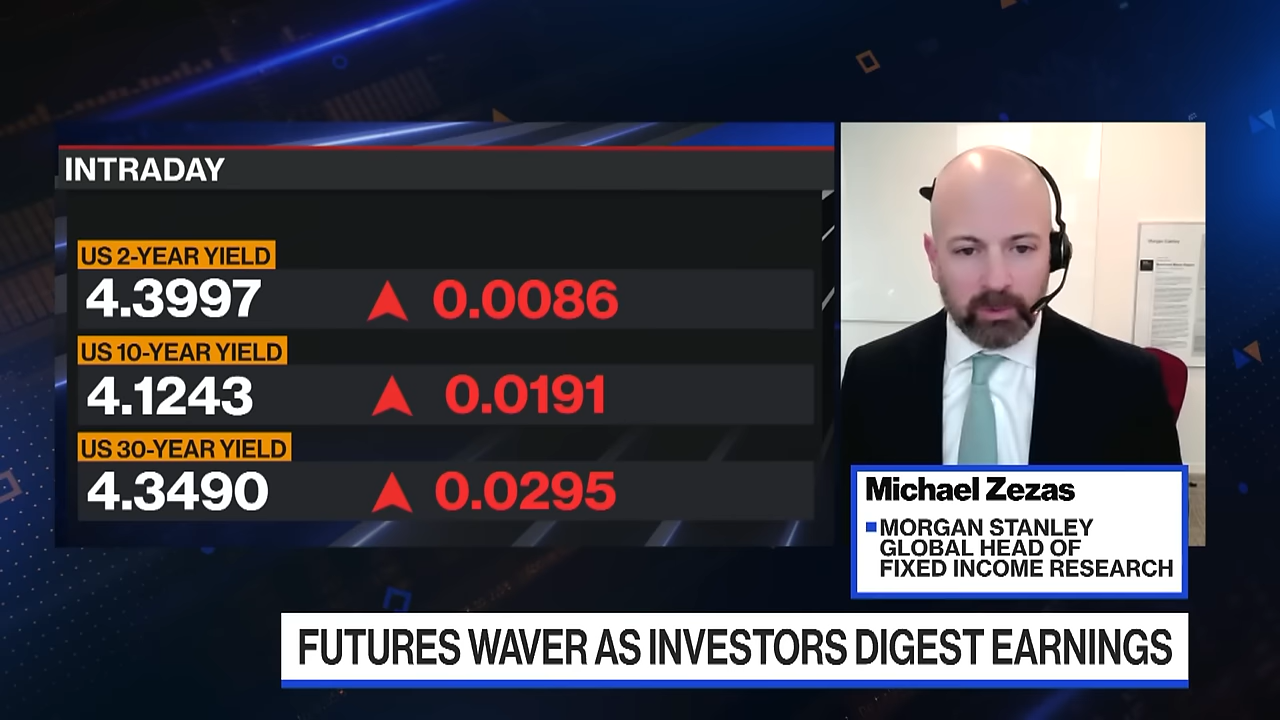 INTRADAY
US 2-YEAR YIELD
4.3997 ▲ 0.0086
US 10-YEAR YIELD
4.1243 ▲ 0.0191
US 30-YEAR YIELD
4.3490 ▲ 0.0295
Michael Zezas
MORGAN STANLEY
GLOBAL HEAD OF
FIXED INCOME RESEARCH
FUTURES WAVER AS INVESTORS DIGEST EARNINGS